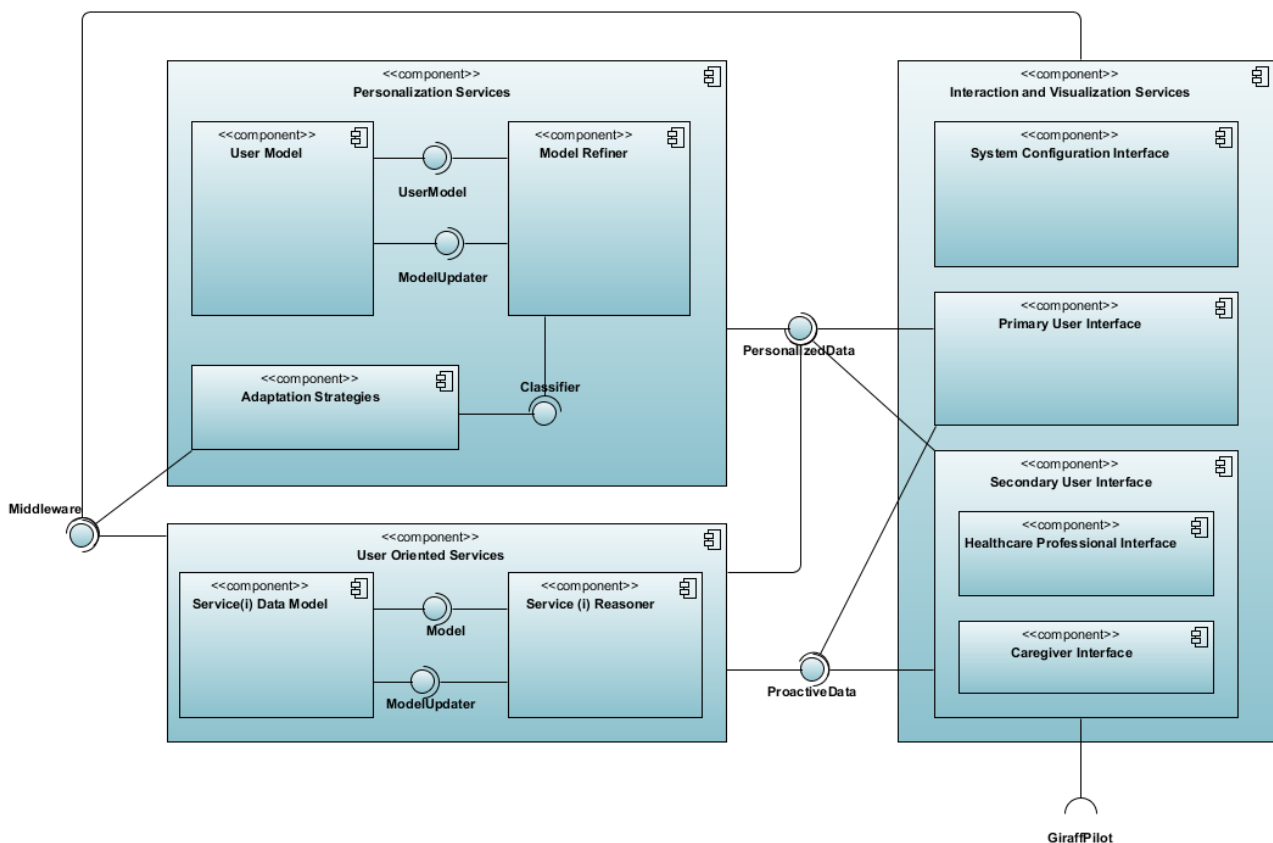 <<component>>
Personalization Services
<<component>>
User Model
<<component>>
Model Refiner
UserModel
ModelUpdater
<<component>>
Adaptation Strategies
Classifier
Middleware
<<component>>
User Oriented Services
<<component>>
Service(i) Data Model
<<component>>
Service (i) Reasoner
Model
ModelUpdater
PersonalizedData
ProactiveData
<<component>>
Interaction and Visualization Services
<<component>>
System Configuration Interface
<<component>>
Primary User Interface
<<component>>
Secondary User Interface
<<component>>
Healthcare Professional Interface
<<component>>
Caregiver Interface
GiraffPilot